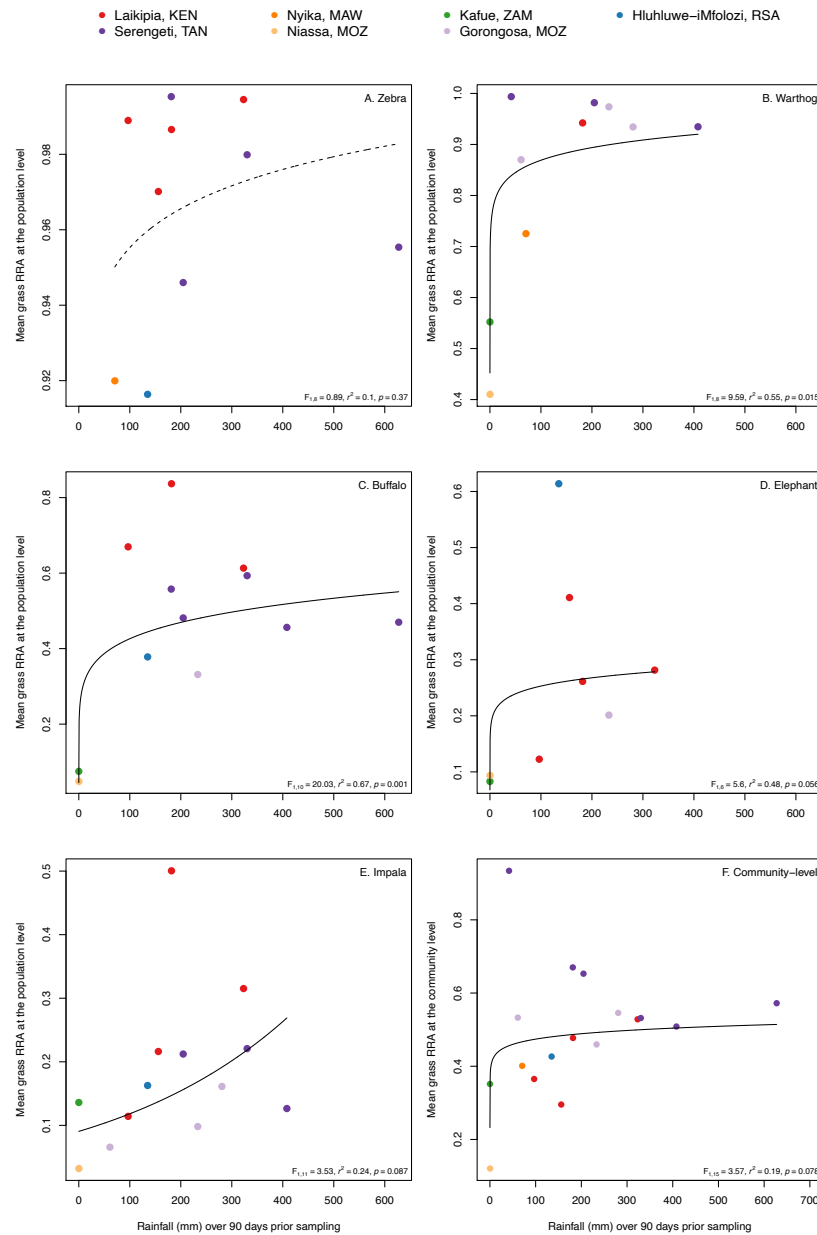 Laikipia, KEN Nyika, MAW Kafue, ZAM Hluhluwe−iMfolozi, RSA
Serengeti, TAN Niassa, MOZ Gorongosa, MOZ
A. Zebra
Mean grass RRA at the population level
0.98
0.96
0.94
0.92
F1,8 = 0.89, r2 = 0.1, p = 0.37
0 100 200 300 400 500 600
B. Warthog
Mean grass RRA at the population level
1.0
0.9
0.8
0.7
0.6
0.5
0.4
F1,8 = 9.59, r2 = 0.55, p = 0.015
0 100 200 300 400 500 600
C. Buffalo
Mean grass RRA at the population level
0.8
0.6
0.4
0.2
F1,10 = 20.03, r2 = 0.67, p = 0.001
0 100 200 300 400 500 600
D. Elephant
Mean grass RRA at the population level
0.6
0.5
0.4
0.3
0.2
0.1
F1,6 = 5.6, r2 = 0.48, p = 0.056
0 100 200 300 400 500 600
E. Impala
Mean grass RRA at the population level
0.5
0.4
0.3
0.2
0.1
F1,11 = 3.53, r2 = 0.24, p = 0.087
0 100 200 300 400 500 600
Rainfall (mm) over 90 days prior sampling
F. Community−level
Mean grass RRA at the community level
0.8
0.6
0.4
0.2
F1,15 = 3.57, r2 = 0.19, p = 0.078
0 100 200 300 400 500 600 700
Rainfall (mm) over 90 days prior sampling